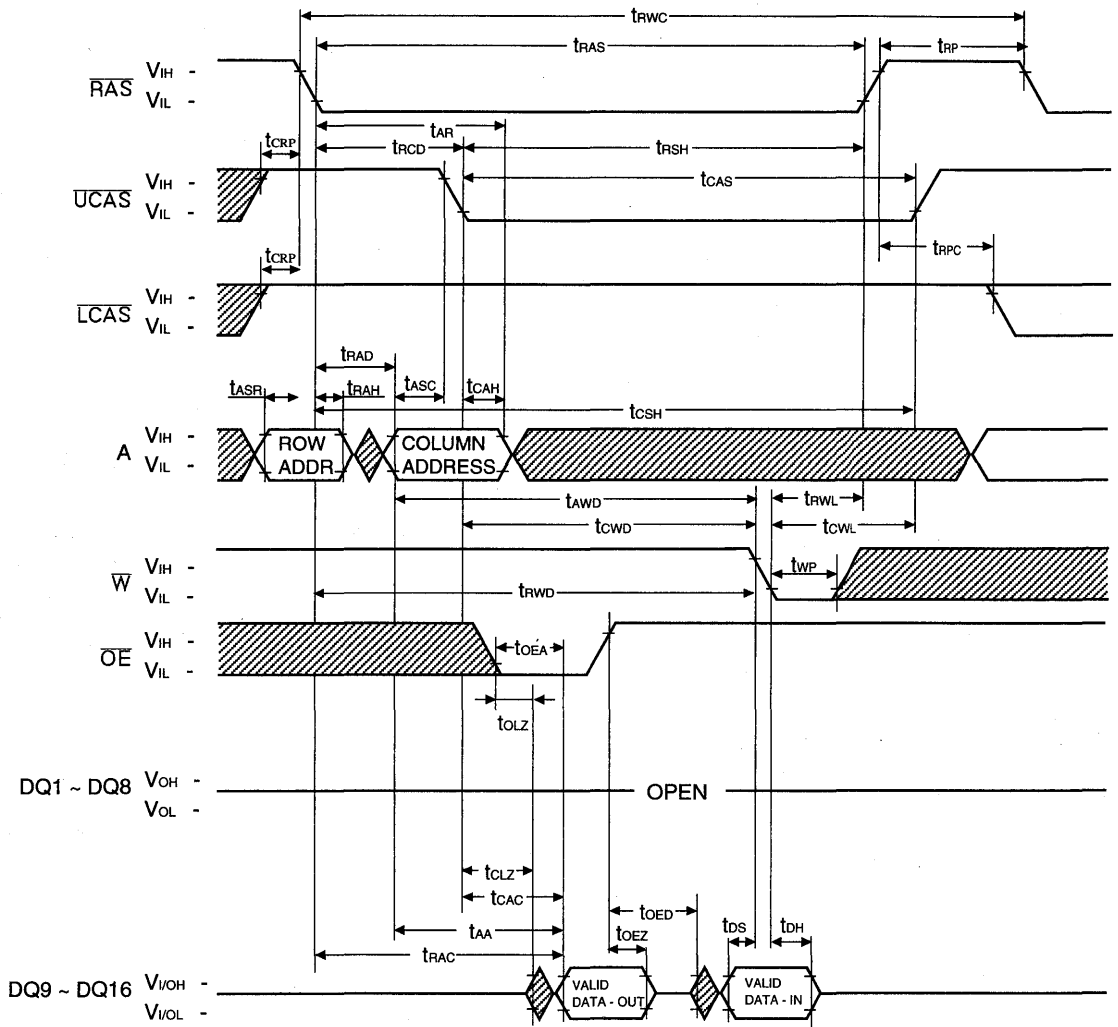 tRWC
tRAS
tRP
RAS
VIH -
VIL -
tAR
tCRP
tRCD
tRSH
UCAS
VIH -
VIL -
tCAS
tCRP
tRPC
LCAS
VIH -
VIL -
tRAD
tASR
tRAH
tASC
tCAH
tCSH
A
VIH -
VIL -
ROW ADDR
COLUMN ADDRESS
tAWD
tRWL
tCWD
tCWL
W
VIH -
VIL -
tWP
tRWD
OE
VIH -
VIL -
tOEA
tOLZ
DQ1 ~ DQ8
VOH -
VOL -
OPEN
tCLZ
tCAC
tOED
tAA
tOEZ
tDS
tDH
tRAC
DQ9 ~ DQ16
VI/OH -
VI/OL -
VALID DATA - OUT
VALID DATA - IN